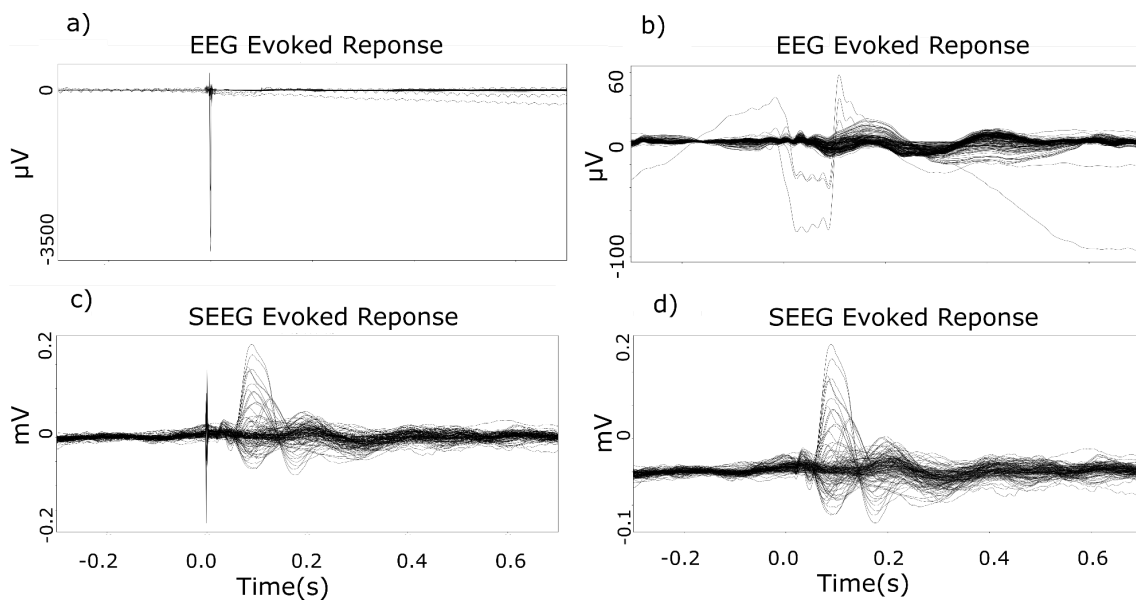 a)
EEG Evoked Reponse
0
-3500
µV
b)
EEG Evoked Reponse
60
0
-100
µV
c)
SEEG Evoked Reponse
0.2
0
-0.2
mV
-0.2 0.0 0.2 0.4 0.6
Time(s)
d)
SEEG Evoked Reponse
0.2
0
-0.1
mV
-0.2 0.0 0.2 0.4 0.6
Time(s)